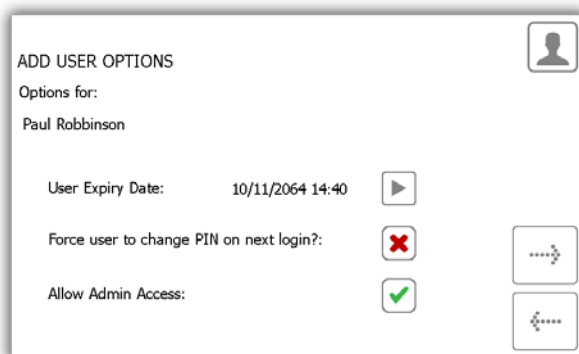 ADD USER OPTIONS
Options for:
Paul Robbinson
User Expiry Date: 10/11/2064 14:40
Force user to change PIN on next login?:
Allow Admin Access: